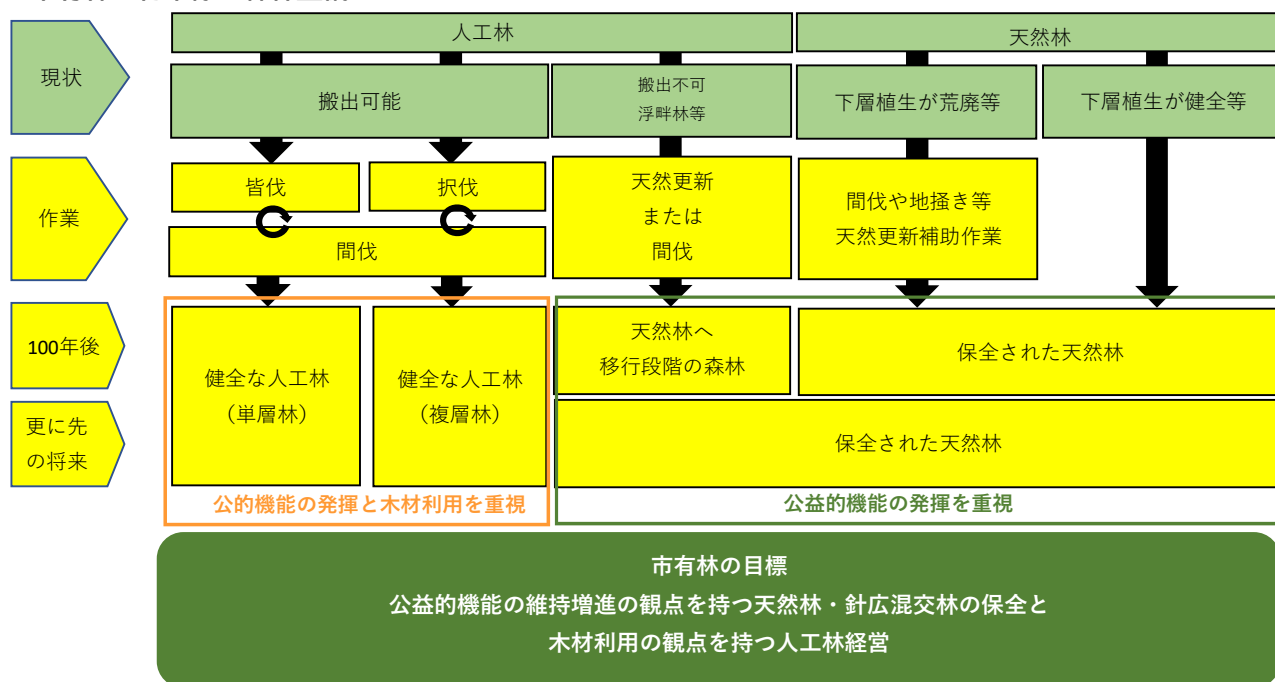 人工林
天然林
現状
搬出可能
搬出不可
浮畔林等
下層植生が荒廃等
下層植生が健全等
作業
皆伐
択伐
間伐
天然更新
または
間伐
間伐や地掻き等
天然更新補助作業
100年後
更に先
の将来
健全な人工林
（単層林）
健全な人工林
（複層林）
天然林へ
移行段階の森林
保全された天然林
保全された天然林
公的機能の発揮と木材利用を重視
公益的機能の発揮を重視
市有林の目標
公益的機能の維持増進の観点を持つ天然林・針広混交林の保全と
木材利用の観点を持つ人工林経営